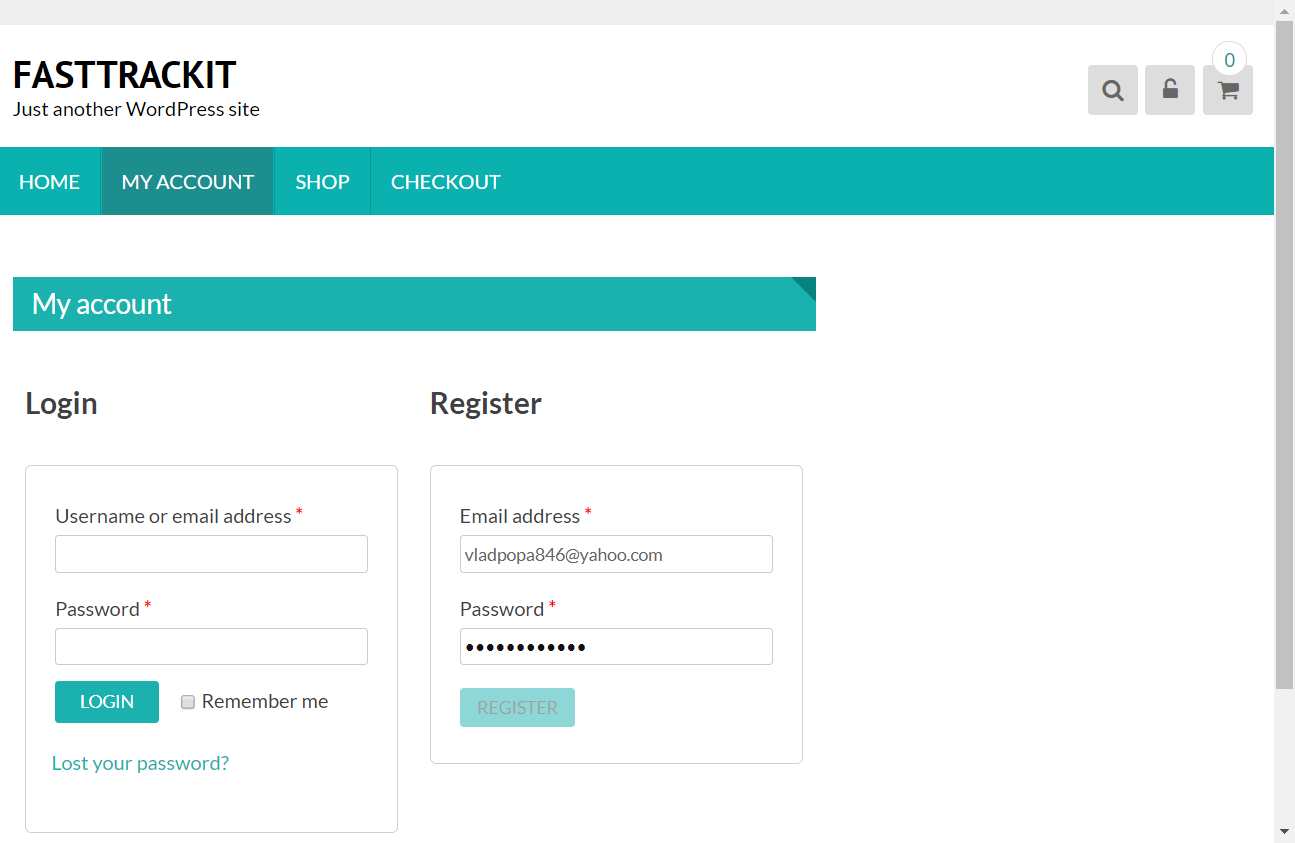 FASTTRACKIT
Just another WordPress site
0
HOME MY ACCOUNT SHOP CHECKOUT
My account
Login
Username or email address *
Password *
LOGIN Remember me
Lost your password?
Register
Email address *
vladpopa846@yahoo.com
Password *
••••••••••••
REGISTER